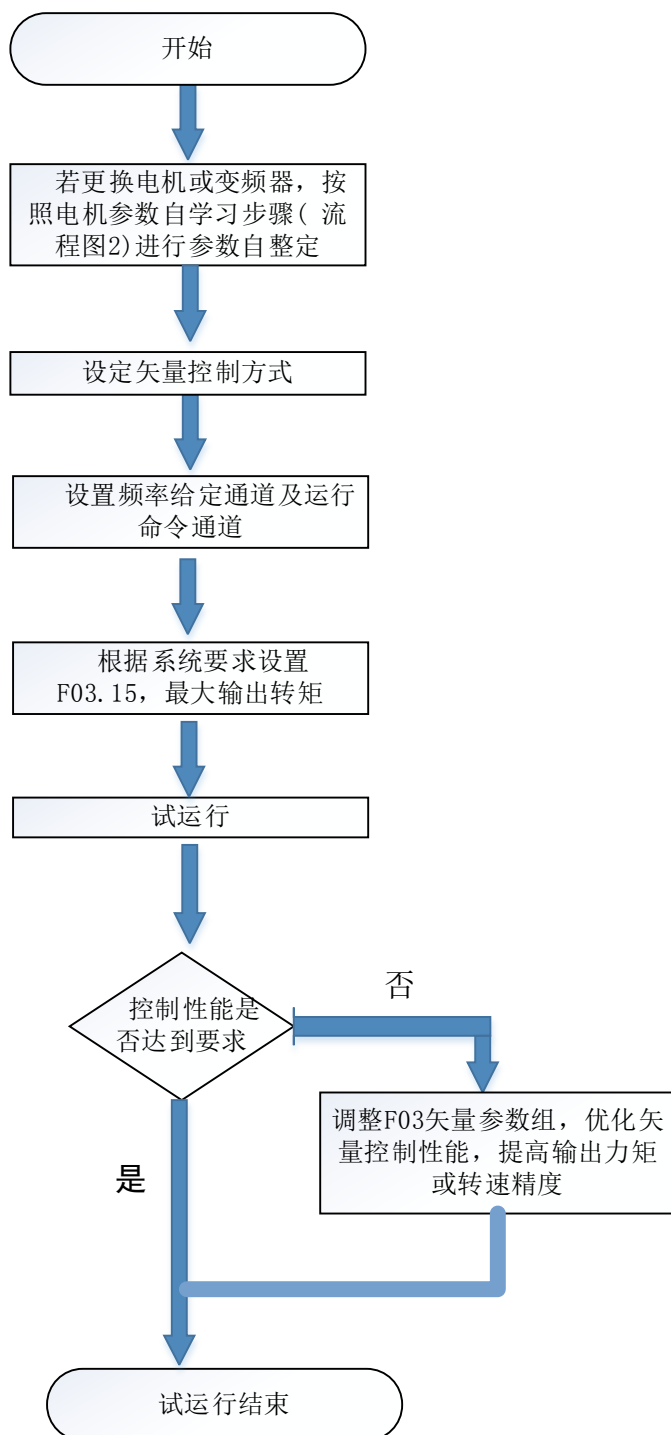 开始
若更换电机或变频器，按
照电机参数自学习步骤( 流
程图2)进行参数自整定
设定矢量控制方式
设置频率给定通道及运行
命令通道
根据系统要求设置
F03.15，最大输出转矩
试运行
控制性能是
否达到要求
否
调整F03矢量参数组，优化矢
量控制性能，提高输出力矩
或转速精度
是
试运行结束